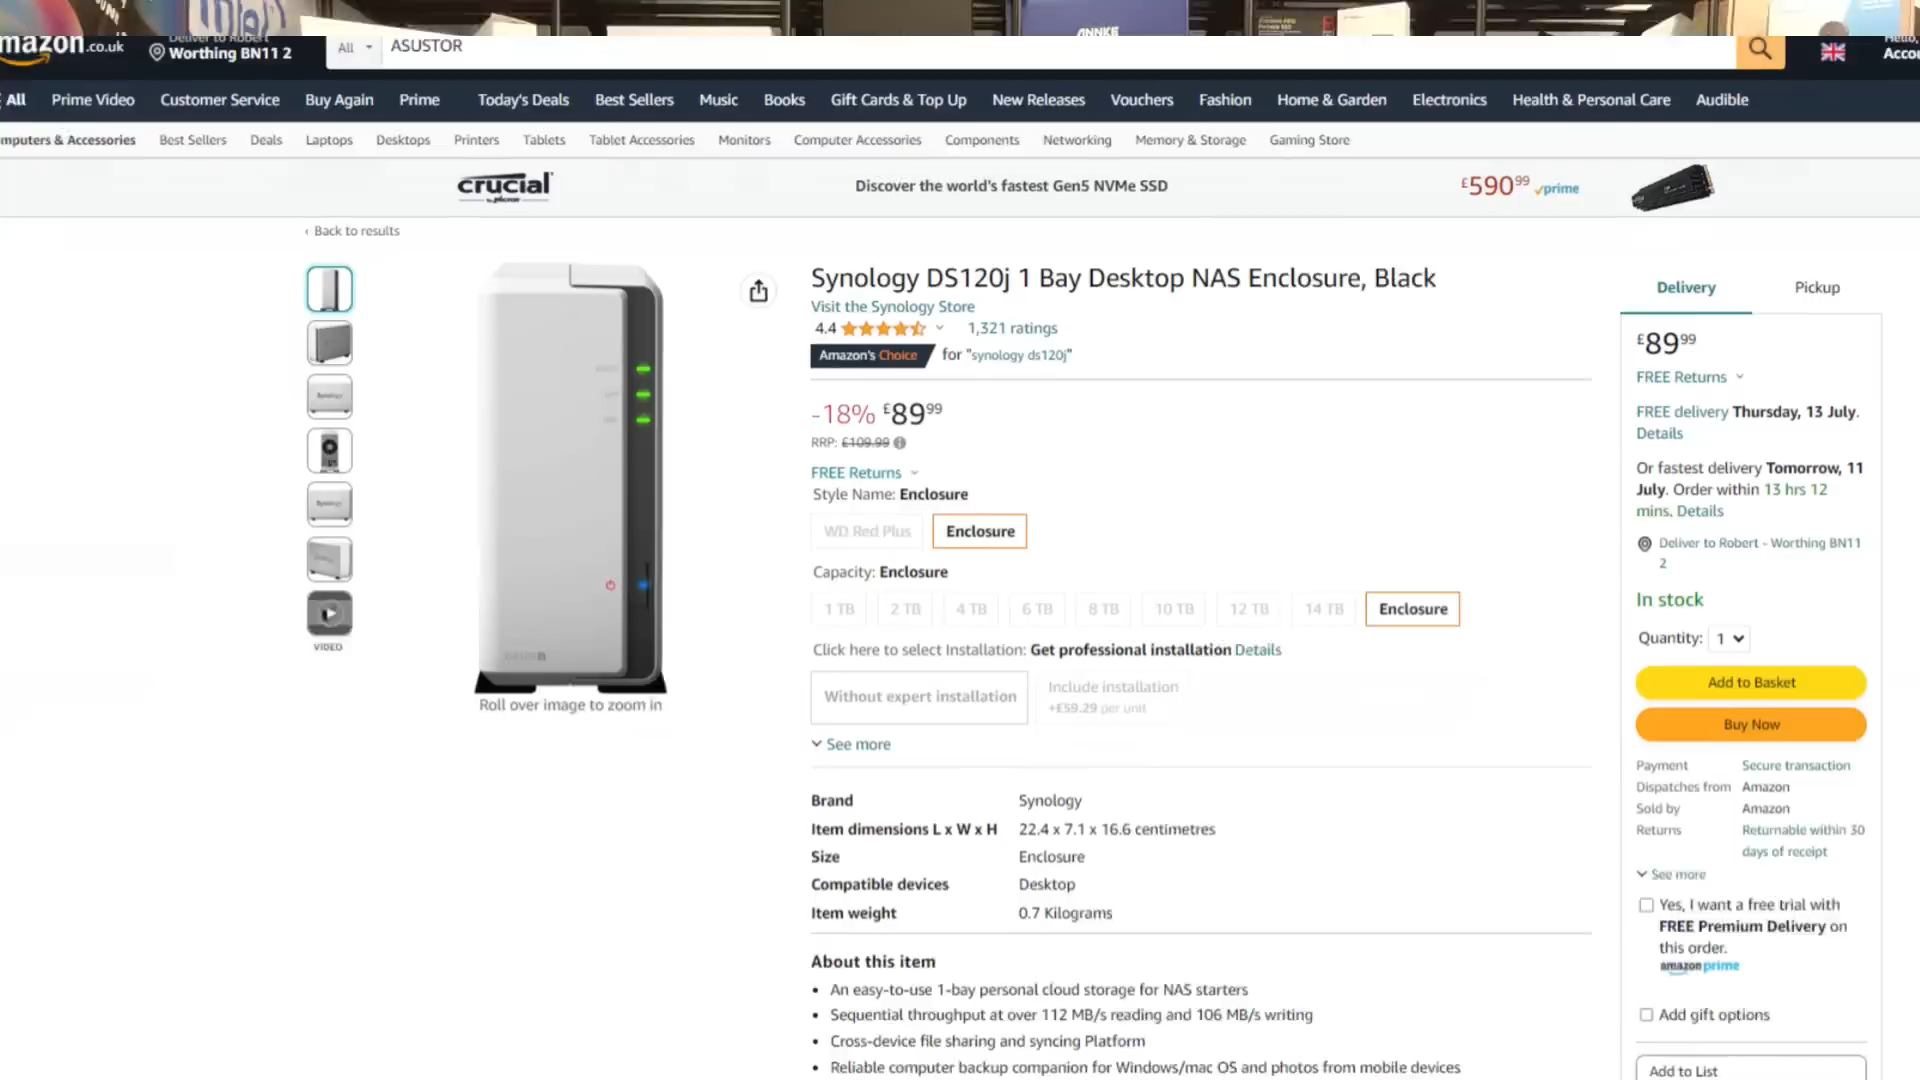 ANNKE
mazon.co.uk
Deliver to Robert
Worthing BN11 2
All
ASUSTOR
Hello,
Accou
All Prime Video Customer Service Buy Again Prime Today's Deals Best Sellers Music Books Gift Cards & Top Up New Releases Vouchers Fashion Home & Garden Electronics Health & Personal Care Audible
mputers & Accessories Best Sellers Deals Laptops Desktops Printers Tablets Tablet Accessories Monitors Computer Accessories Components Networking Memory & Storage Gaming Store
crucial
by Micron
Discover the world's fastest Gen5 NVMe SSD
£590⁹⁹ prime
‹ Back to results
VIDEO
Roll over image to zoom in
Synology DS120j 1 Bay Desktop NAS Enclosure, Black
Visit the Synology Store
4.4 1,321 ratings
Amazon's Choice for "synology ds120j"
-18% £89⁹⁹
RRP: £109.99
FREE Returns
Style Name: Enclosure
WD Red Plus Enclosure
Capacity: Enclosure
1 TB 2 TB 4 TB 6 TB 8 TB 10 TB 12 TB 14 TB Enclosure
Click here to select Installation: Get professional installation Details
Without expert installation
Include installation
+£59.29 per unit
See more
Brand Synology
Item dimensions L x W x H 22.4 x 7.1 x 16.6 centimetres
Size Enclosure
Compatible devices Desktop
Item weight 0.7 Kilograms
About this item
• An easy-to-use 1-bay personal cloud storage for NAS starters
• Sequential throughput at over 112 MB/s reading and 106 MB/s writing
• Cross-device file sharing and syncing Platform
• Reliable computer backup companion for Windows/mac OS and photos from mobile devices
Delivery Pickup
£89⁹⁹
FREE Returns
FREE delivery Thursday, 13 July.
Details
Or fastest delivery Tomorrow, 11
July. Order within 13 hrs 12
mins. Details
Deliver to Robert - Worthing BN11
2
In stock
Quantity: 1
Add to Basket
Buy Now
Payment Secure transaction
Dispatches from Amazon
Sold by Amazon
Returns Returnable within 30
days of receipt
See more
Yes, I want a free trial with
FREE Premium Delivery on
this order.
amazon prime
Add gift options
Add to List